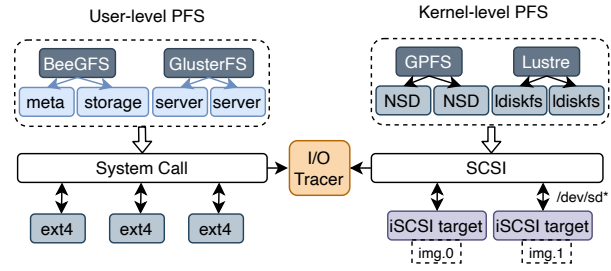 User-level PFS
Kernel-level PFS
BeeGFS
GlusterFS
GPFS
Lustre
meta
storage
server
server
NSD
NSD
ldiskfs
ldiskfs
System Call
I/O
Tracer
SCSI
/dev/sd*
ext4
ext4
ext4
iSCSI target
iSCSI target
img.0
img.1